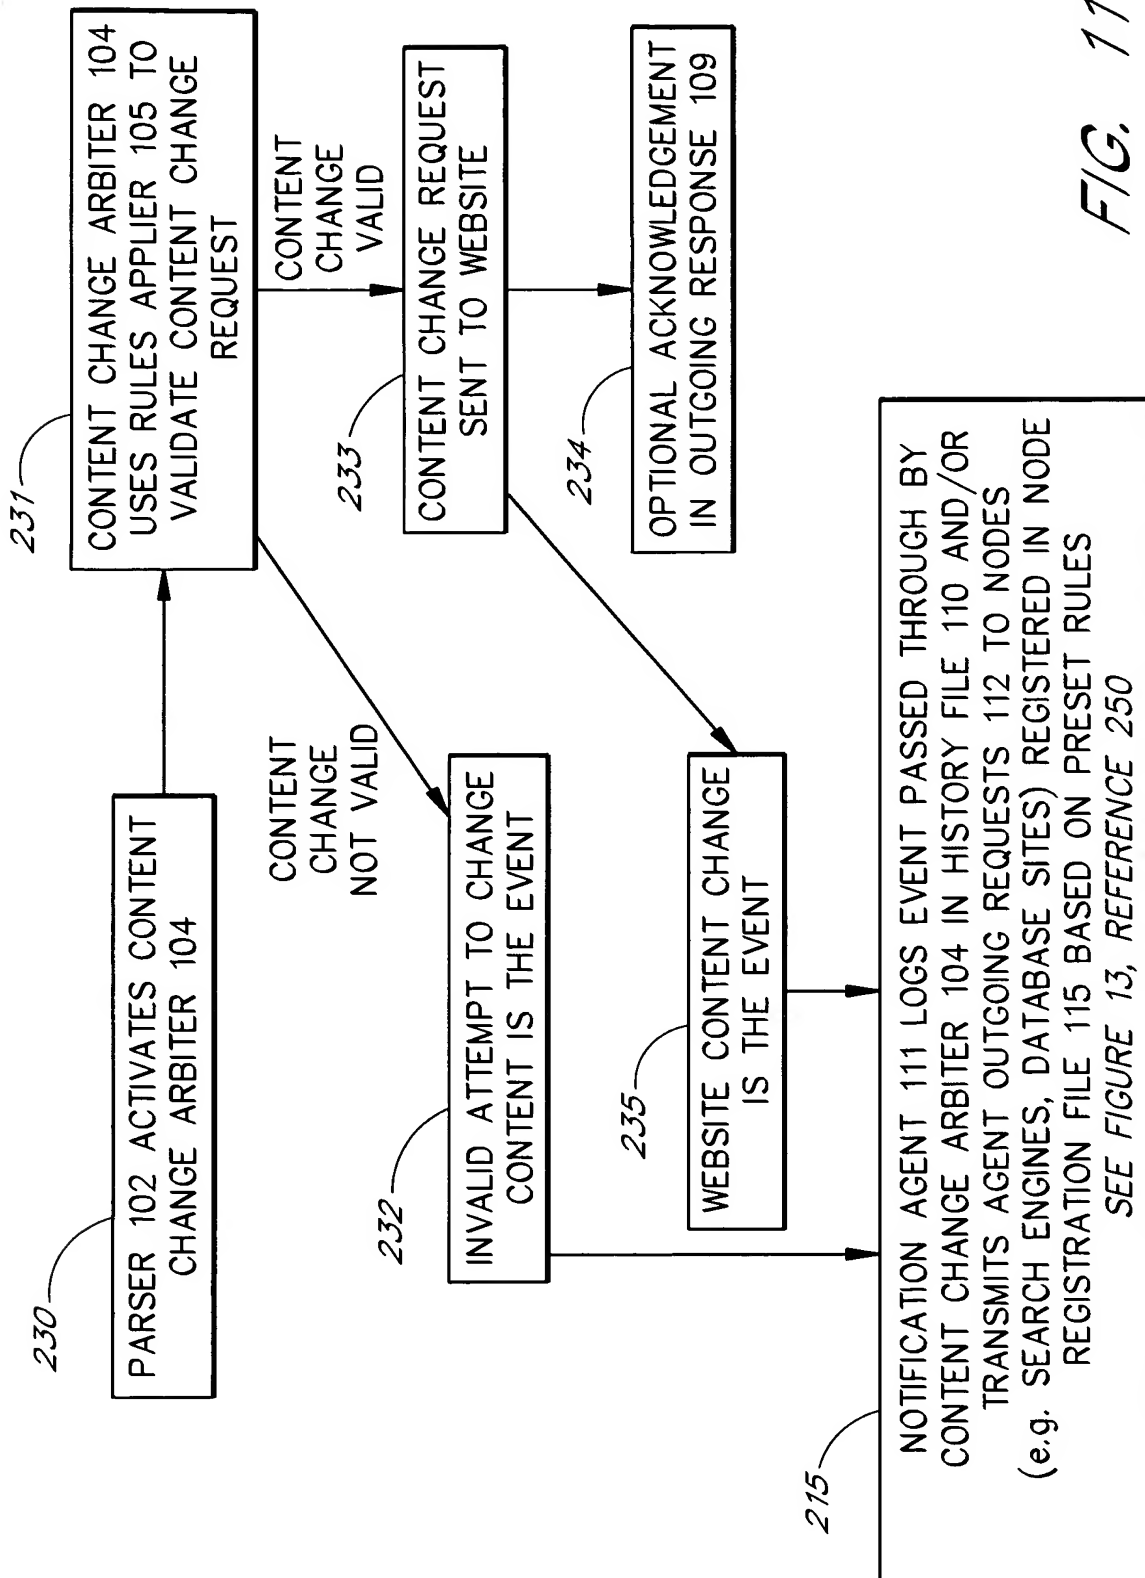 230
PARSER 102 ACTIVATES CONTENT
CHANGE ARBITER 104
231
CONTENT CHANGE ARBITER 104
USES RULES APPLIER 105 TO
VALIDATE CONTENT CHANGE
REQUEST
CONTENT
CHANGE
NOT VALID
CONTENT
CHANGE
VALID
232
INVALID ATTEMPT TO CHANGE
CONTENT IS THE EVENT
233
CONTENT CHANGE REQUEST
SENT TO WEBSITE
235
WEBSITE CONTENT CHANGE
IS THE EVENT
234
OPTIONAL ACKNOWLEDGEMENT
IN OUTGOING RESPONSE 109
215
NOTIFICATION AGENT 111 LOGS EVENT PASSED THROUGH BY
CONTENT CHANGE ARBITER 104 IN HISTORY FILE 110 AND/OR
TRANSMITS AGENT OUTGOING REQUESTS 112 TO NODES
(e.g. SEARCH ENGINES, DATABASE SITES) REGISTERED IN NODE
REGISTRATION FILE 115 BASED ON PRESET RULES
SEE FIGURE 13, REFERENCE 250
FIG. 11